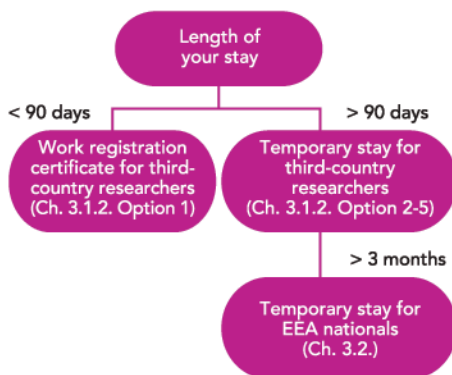 Length of
your stay
< 90 days
> 90 days
Work registration
certificate for third-
country researchers
(Ch. 3.1.2. Option 1)
Temporary stay for
third-country
researchers
(Ch. 3.1.2. Option 2-5)
> 3 months
Temporary stay for
EEA nationals
(Ch. 3.2.)